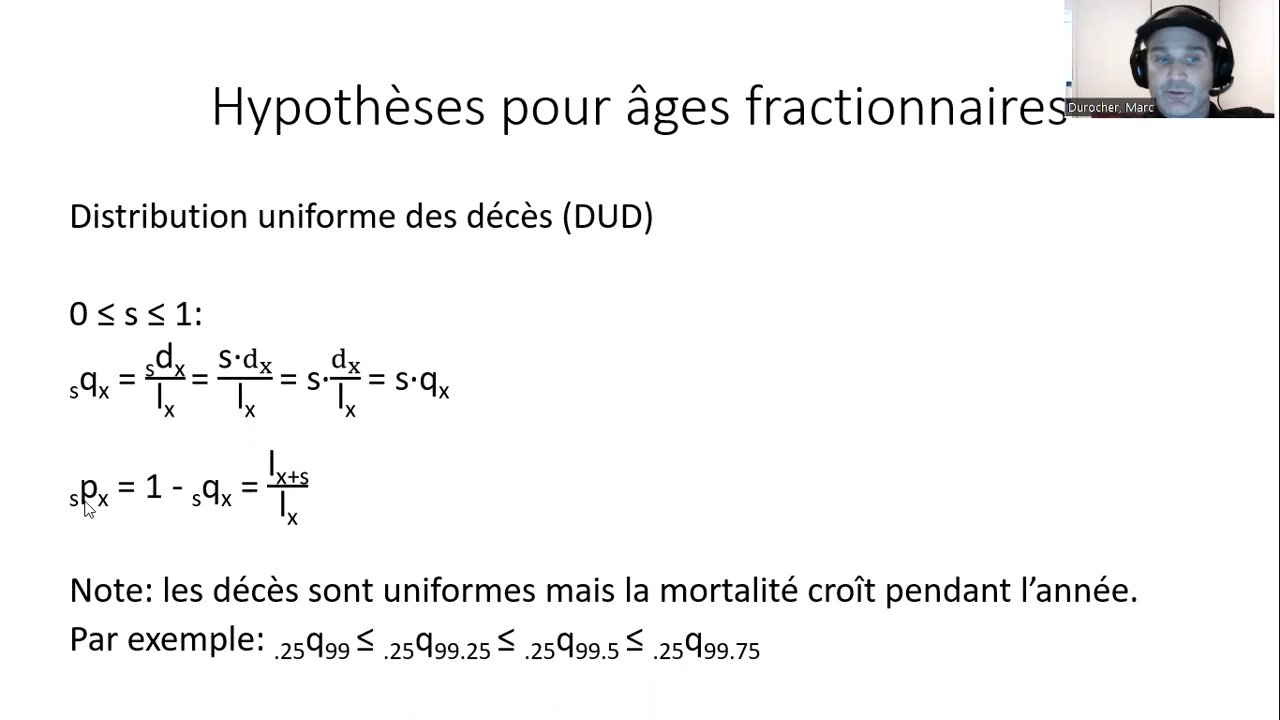 Hypothèses pour âges fractionnaires
Durocher, Marc
Distribution uniforme des décès (DUD)
0 ≤ s ≤ 1:
ₛqₓ = ₛdₓ/lₓ = s·dₓ/lₓ = s·dₓ/lₓ = s·qₓ
ₛpₓ = 1 - ₛqₓ = lₓ₊ₛ/lₓ
Note: les décès sont uniformes mais la mortalité croît pendant l’année.
Par exemple: .₂₅q₉₉ ≤ .₂₅q₉₉.₂₅ ≤ .₂₅q₉₉.₅ ≤ .₂₅q₉₉.₇₅